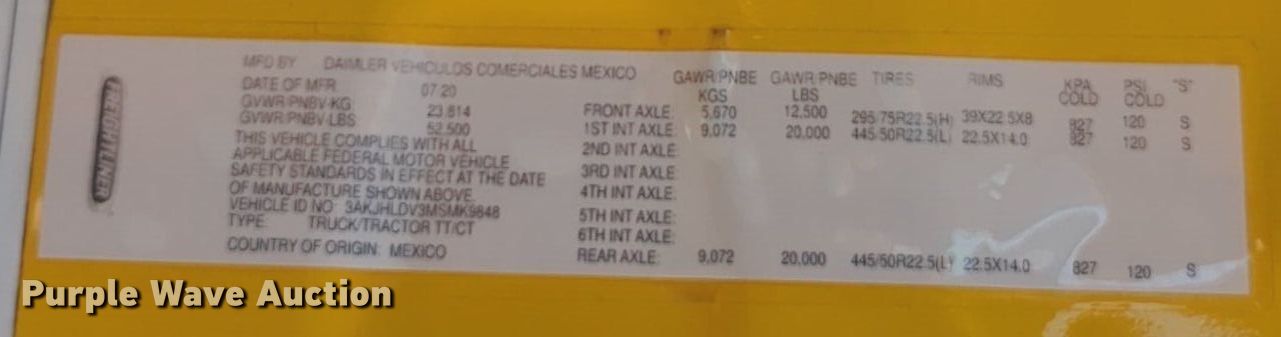 FREIGHTLINER
MFD BY DAIMLER VEHICULOS COMERCIALES MEXICO
DATE OF MFR 07 20
GVWR/PNBV-KG 23,814
GVWR/PNBV-LBS 52,500
THIS VEHICLE COMPLIES WITH ALL
APPLICABLE FEDERAL MOTOR VEHICLE
SAFETY STANDARDS IN EFFECT AT THE DATE
OF MANUFACTURE SHOWN ABOVE.
VEHICLE ID NO 3AKJHLDV3MSMK9848
TYPE: TRUCK/TRACTOR TT/CT
COUNTRY OF ORIGIN: MEXICO
GAWR/PNBE KGS GAWR/PNBE LBS TIRES RIMS KPA COLD PSI COLD "S"
FRONT AXLE: 5,670 12,500 295/75R22.5(H) 39X22.5X8 827 120 S
1ST INT AXLE: 9,072 20,000 445/50R22.5(L) 22.5X14.0 827 120 S
2ND INT AXLE:
3RD INT AXLE:
4TH INT AXLE:
5TH INT AXLE:
6TH INT AXLE:
REAR AXLE: 9,072 20,000 445/50R22.5(L) 22.5X14.0 827 120 S
Purple Wave Auction